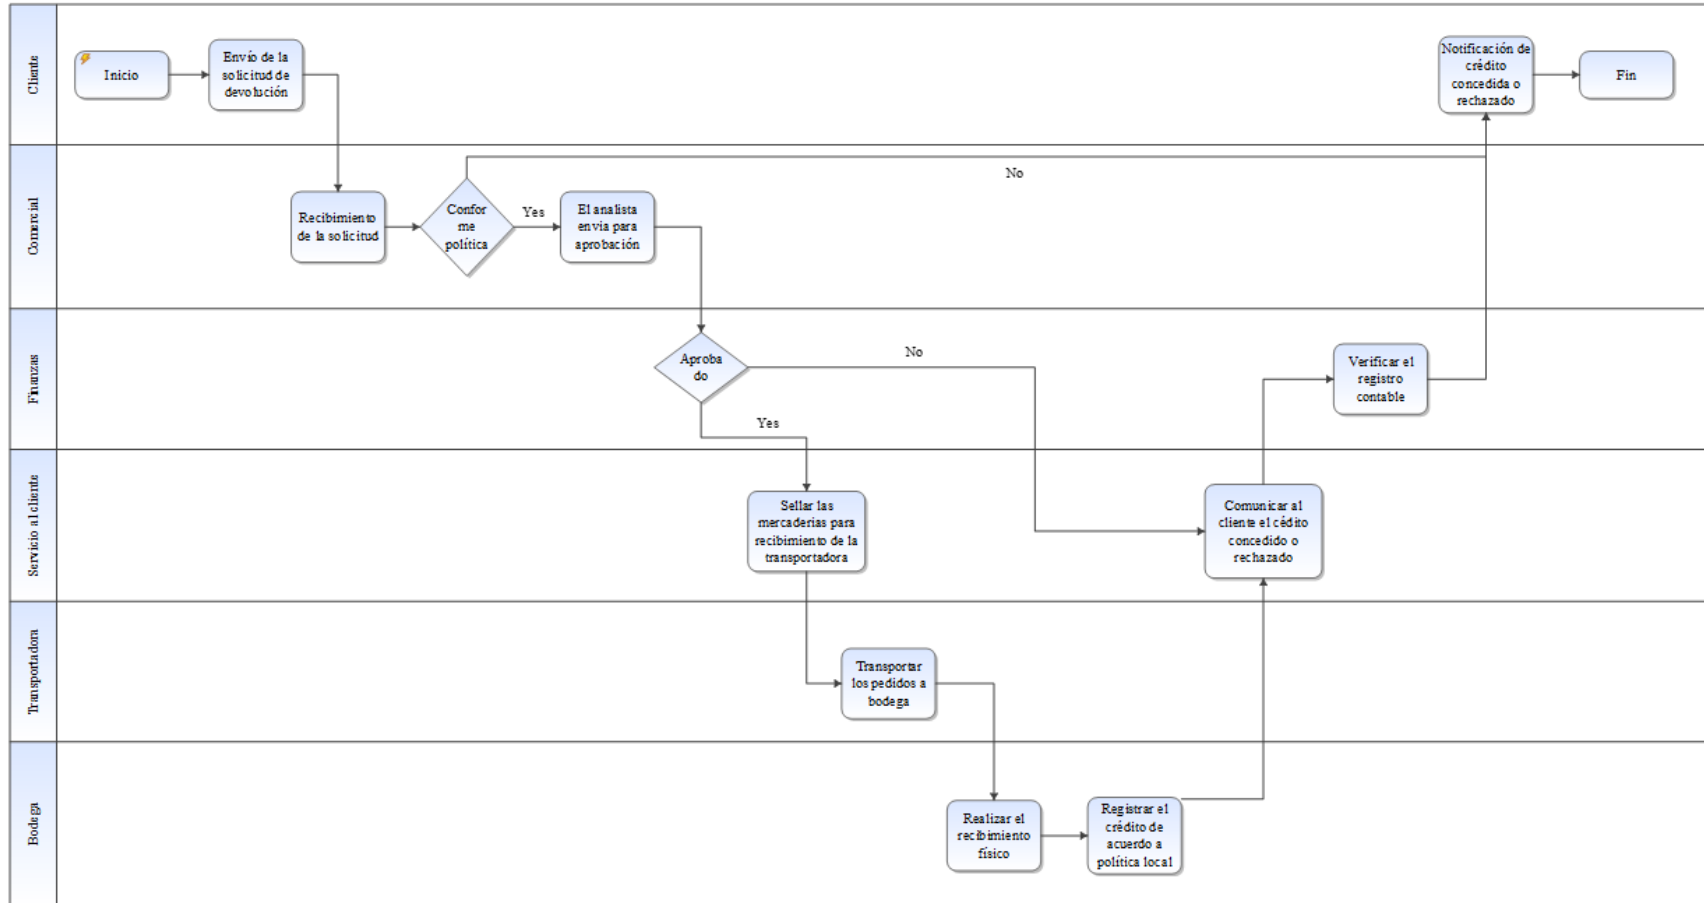 Cliente
Inicio
Envío de la
solicitud de
devolución
Notificación de
crédito
concedida o
rechazado
Fin
Comercial
Recibimiento
de la solicitud
Confor
me
política
Yes
El analista
envía para
aprobación
No
Finanzas
Aproba
do
No
Yes
Verificar el
registro
contable
Servicio al cliente
Sellar las
mercaderías para
recibimiento de la
transportadora
Comunicar al
cliente el cédito
concedido o
rechazado
Transportadora
Transportar
los pedidos a
bodega
Bodega
Realizar el
recibimiento
físico
Registrar el
crédito de
acuerdo a
política local